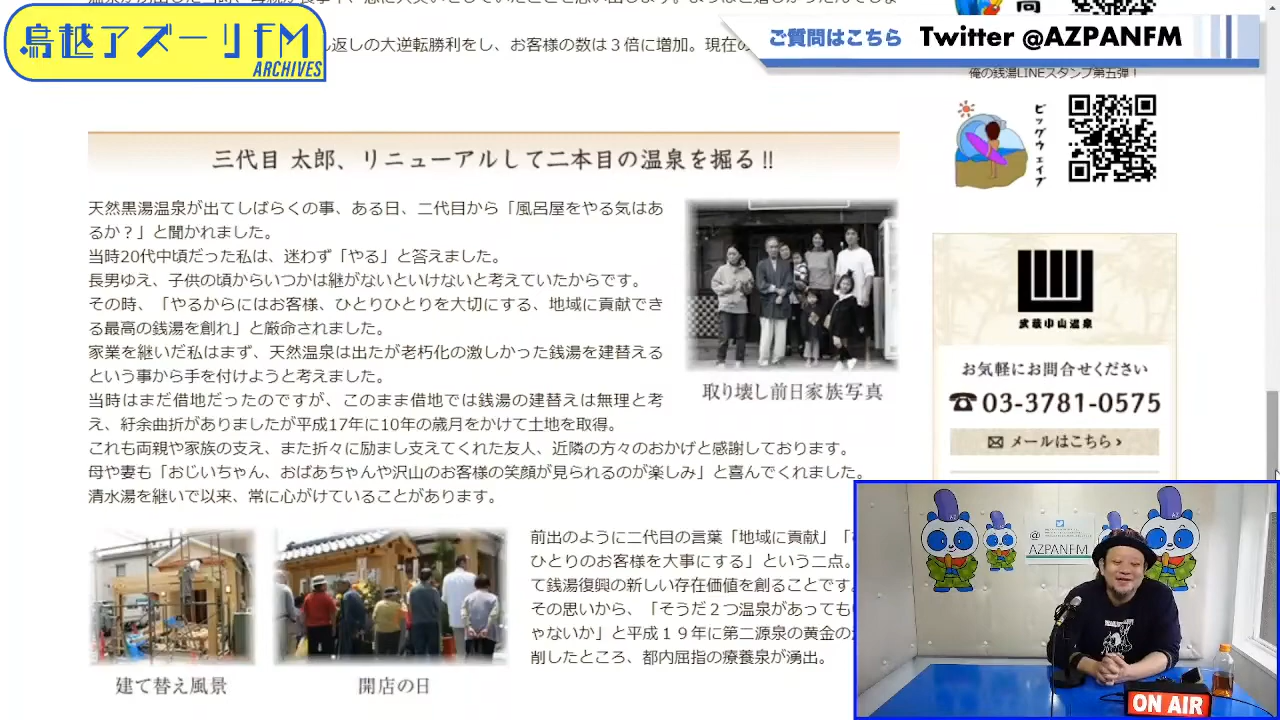 鳥越アズーリFM
ARCHIVES
し返しの大逆転勝利をし、お客様の数は３倍に増加。現在の
ご質問はこちら Twitter @AZPANFM
俺の銭湯LINEスタンプ第五弾！
ビッグウェイブ
三代目 太郎、リニューアルして二本目の温泉を掘る!!
天然黒湯温泉が出てしばらくの事、ある日、二代目から「風呂屋をやる気はあ
るか？」と聞かれました。
当時20代中頃だった私は、迷わず「やる」と答えました。
長男ゆえ、子供の頃からいつかは継がないといけないと考えていたからです。
その時、「やるからにはお客様、ひとりひとりを大切にする、地域に貢献でき
る最高の銭湯を創れ」と厳命されました。
家業を継いだ私はまず、天然温泉は出たが老朽化の激しかった銭湯を建替える
という事から手を付けようと考えました。
当時はまだ借地だったのですが、このまま借地では銭湯の建替えは無理と考
え、紆余曲折がありましたが平成17年に10年の歳月をかけて土地を取得。
これも両親や家族の支え、また折々に励まし支えてくれた友人、近隣の方々のおかげと感謝しております。
母や妻も「おじいちゃん、おばあちゃんや沢山のお客様の笑顔が見られるのが楽しみ」と喜んでくれました。
清水湯を継いで以来、常に心がけていることがあります。
取り壊し前日家族写真
武蔵小山温泉
お気軽にお問合せください
☎03-3781-0575
メールはこちら ›
前出のように二代目の言葉「地域に貢献」「
ひとりのお客様を大事にする」という二点。
て銭湯復興の新しい存在価値を創ることです。
その思いから、「そうだ２つ温泉があっても
ゃないか」と平成１９年に第二源泉の黄金の
削したところ、都内屈指の療養泉が湧出。
建て替え風景
開店の日
@
AZPANFM
ON AIR